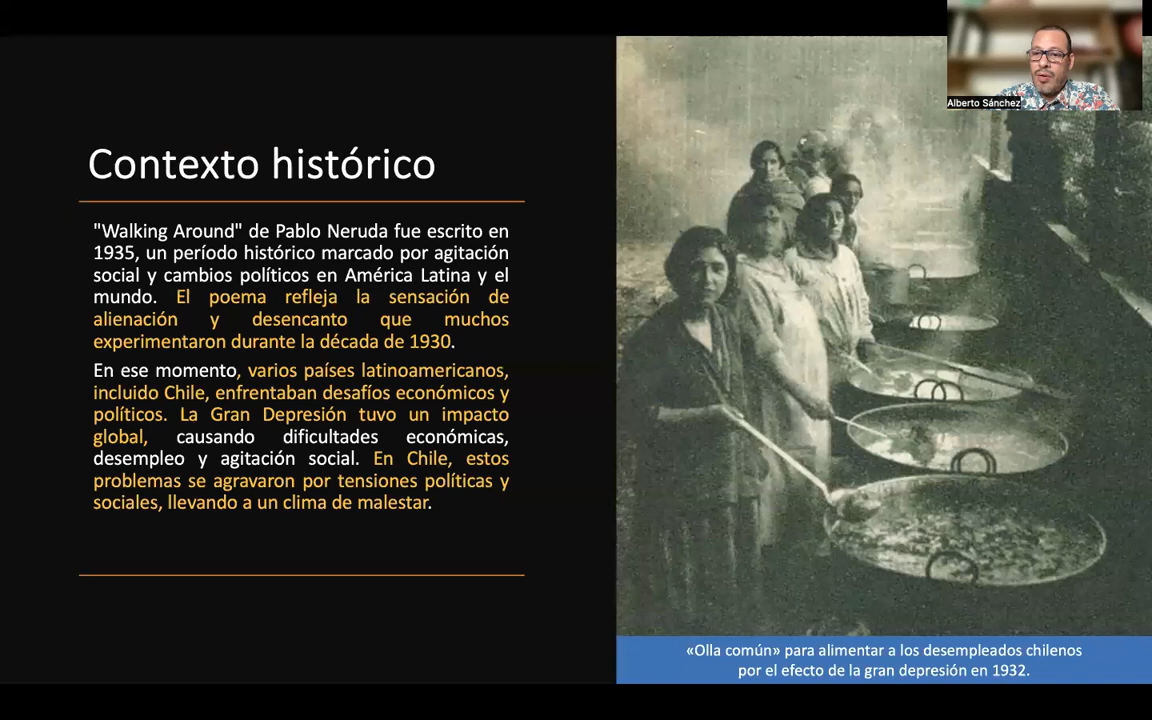 Alberto Sánchez
Contexto histórico
"Walking Around" de Pablo Neruda fue escrito en
1935, un período histórico marcado por agitación
social y cambios políticos en América Latina y el
mundo. El poema refleja la sensación de
alienación y desencanto que muchos
experimentaron durante la década de 1930.
En ese momento, varios países latinoamericanos,
incluido Chile, enfrentaban desafíos económicos y
políticos. La Gran Depresión tuvo un impacto
global, causando dificultades económicas,
desempleo y agitación social. En Chile, estos
problemas se agravaron por tensiones políticas y
sociales, llevando a un clima de malestar.
«Olla común» para alimentar a los desempleados chilenos
por el efecto de la gran depresión en 1932.